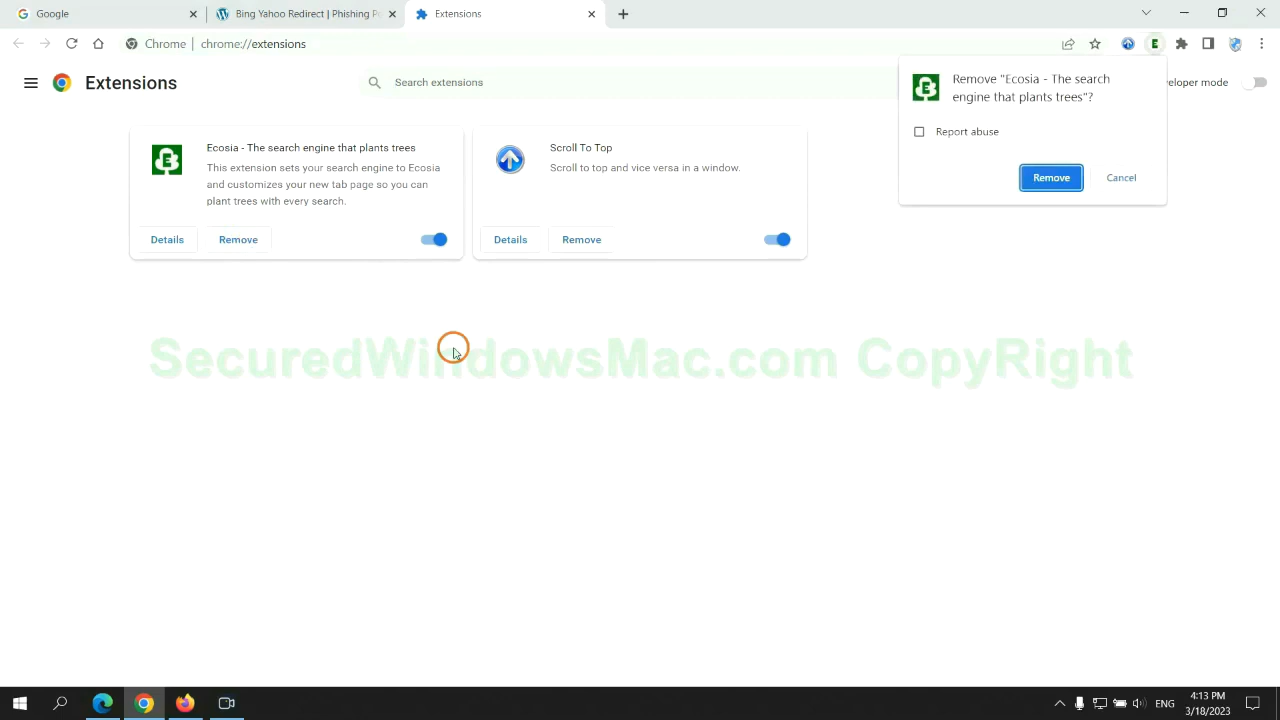 Google
Bing Yahoo Redirect | Phishing P
Extensions
Chrome | chrome://extensions
Extensions
Search extensions
veloper mode
Remove "Ecosia - The search
engine that plants trees"?
Report abuse
Remove
Cancel
Ecosia - The search engine that plants trees
This extension sets your search engine to Ecosia
and customizes your new tab page so you can
plant trees with every search.
Details
Remove
Scroll To Top
Scroll to top and vice versa in a window.
Details
Remove
SecuredWindowsMac.com CopyRight
ENG
4:13 PM
3/18/2023